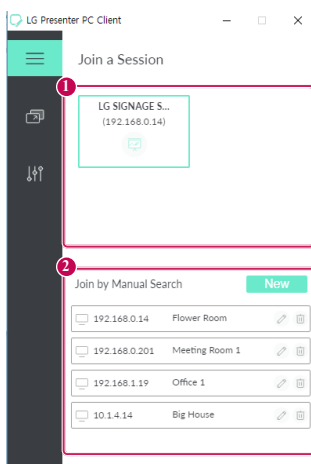 LG Presenter PC Client
Join a Session
1
LG SIGNAGE S...
(192.168.0.14)
2
Join by Manual Search New
192.168.0.14 Flower Room
192.168.0.201 Meeting Room 1
192.168.1.19 Office 1
10.1.4.14 Big House